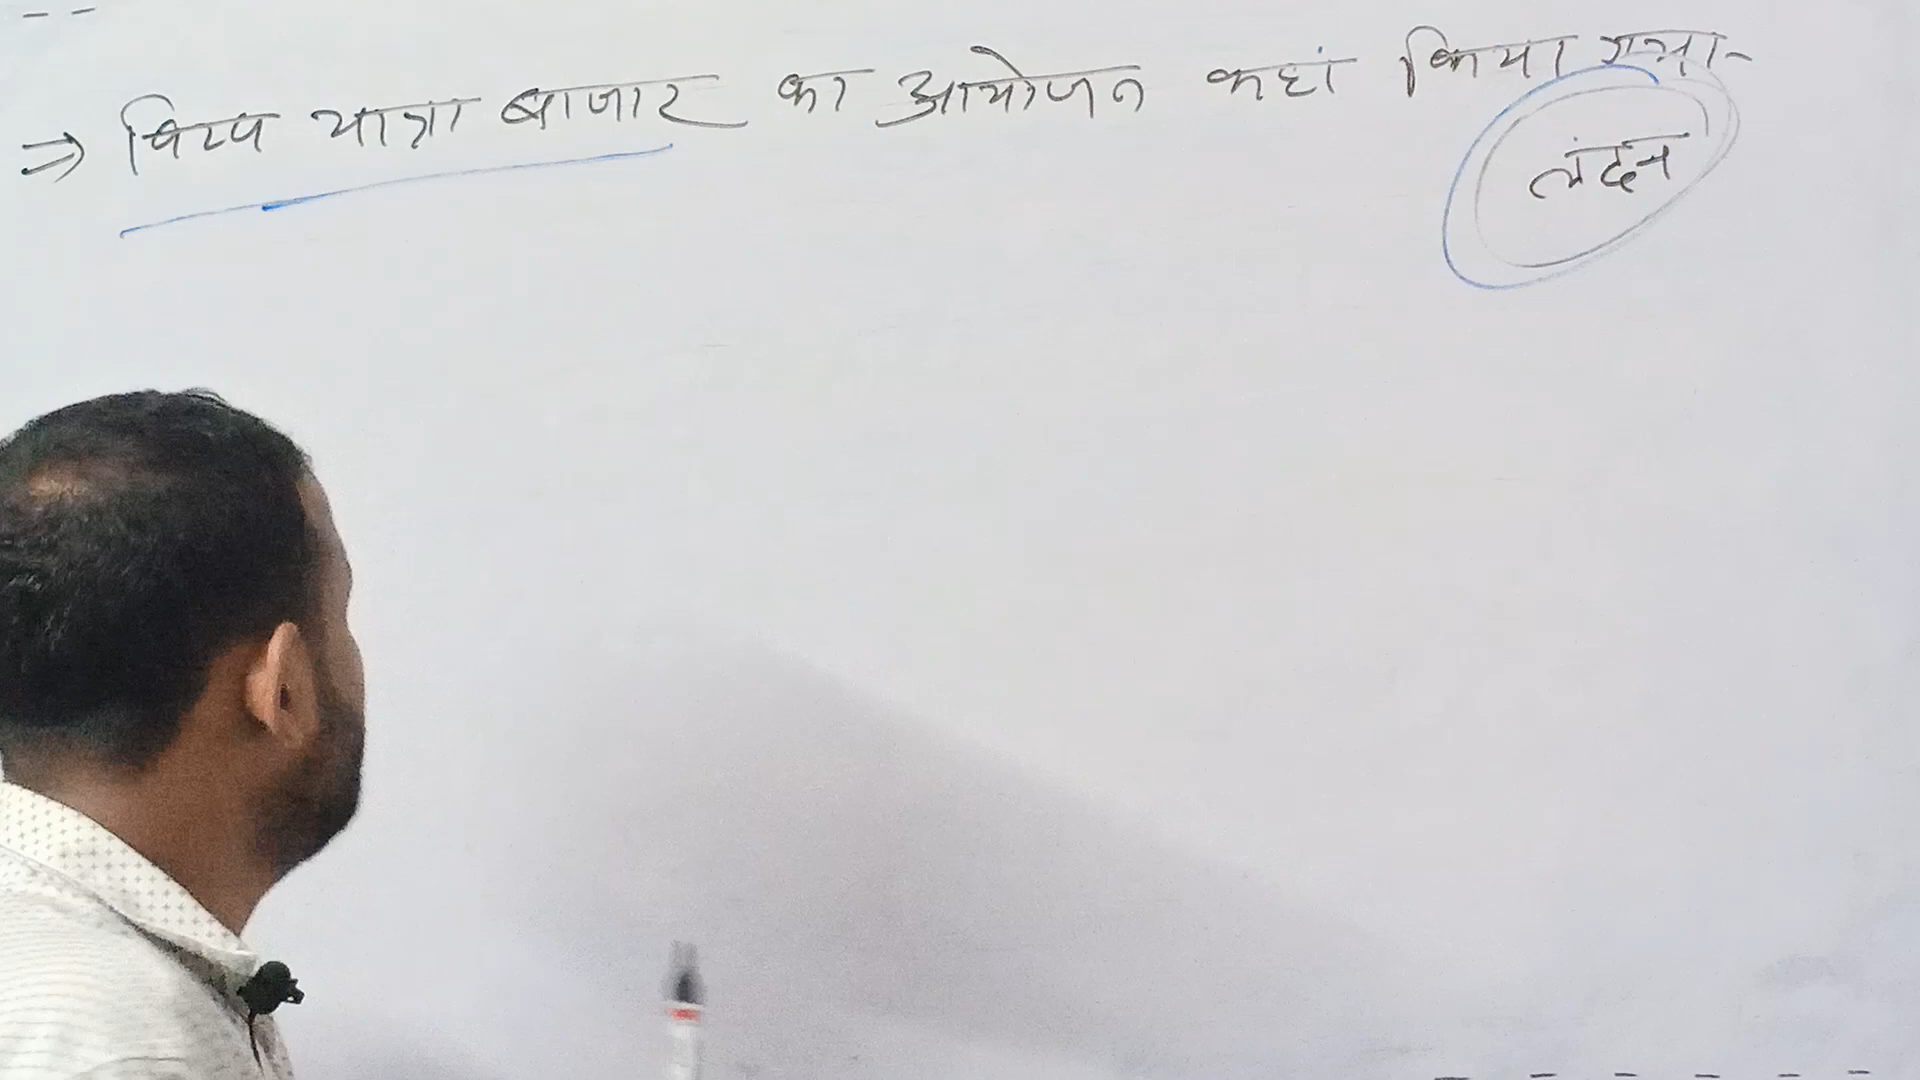 ⇒ विश्व यात्रा बाजार का आयोजन कहां किया गया-
लंदन